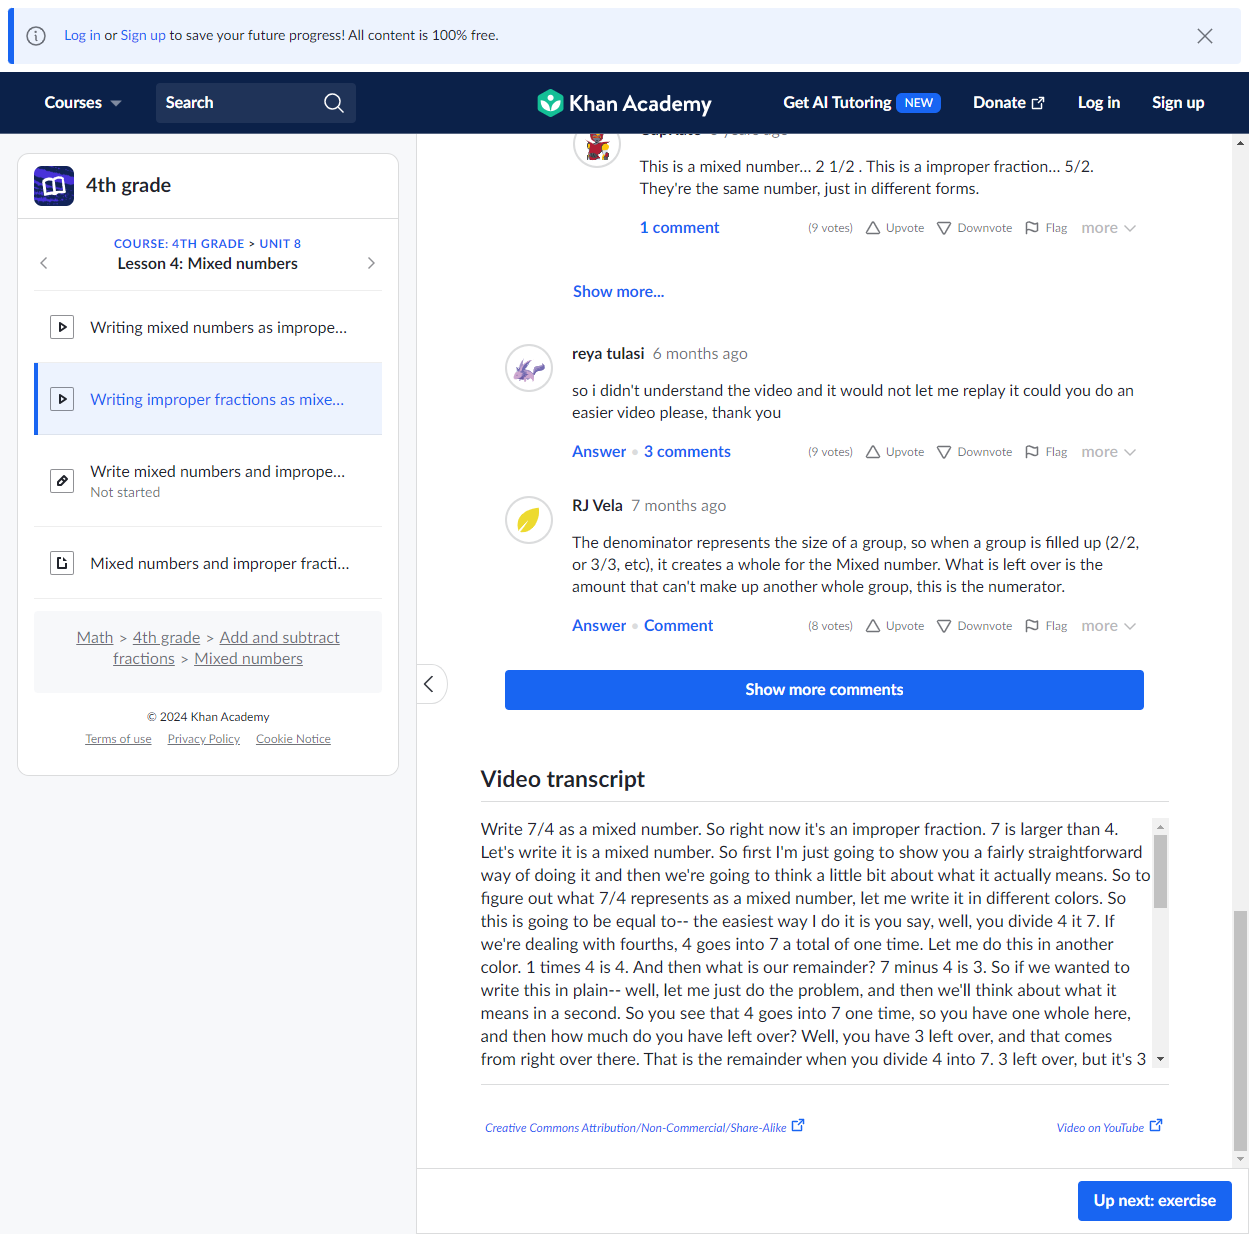 Log in or Sign up to save your future progress! All content is 100% free.
Courses
Search
Khan Academy
Get AI Tutoring NEW
Donate
Log in
Sign up
4th grade
COURSE: 4TH GRADE > UNIT 8
Lesson 4: Mixed numbers
Writing mixed numbers as imprope...
Writing improper fractions as mixe...
Write mixed numbers and imprope...
Not started
Mixed numbers and improper fracti...
Math > 4th grade > Add and subtract
fractions > Mixed numbers
© 2024 Khan Academy
Terms of use Privacy Policy Cookie Notice
This is a mixed number... 2 1/2 . This is a improper fraction... 5/2.
They're the same number, just in different forms.
1 comment (9 votes) Upvote Downvote Flag more
Show more...
reya tulasi 6 months ago
so i didn't understand the video and it would not let me replay it could you do an
easier video please, thank you
Answer • 3 comments (9 votes) Upvote Downvote Flag more
RJ Vela 7 months ago
The denominator represents the size of a group, so when a group is filled up (2/2,
or 3/3, etc), it creates a whole for the Mixed number. What is left over is the
amount that can't make up another whole group, this is the numerator.
Answer • Comment (8 votes) Upvote Downvote Flag more
Show more comments
Video transcript
Write 7/4 as a mixed number. So right now it's an improper fraction. 7 is larger than 4.
Let's write it is a mixed number. So first I'm just going to show you a fairly straightforward
way of doing it and then we're going to think a little bit about what it actually means. So to
figure out what 7/4 represents as a mixed number, let me write it in different colors. So
this is going to be equal to-- the easiest way I do it is you say, well, you divide 4 it 7. If
we're dealing with fourths, 4 goes into 7 a total of one time. Let me do this in another
color. 1 times 4 is 4. And then what is our remainder? 7 minus 4 is 3. So if we wanted to
write this in plain-- well, let me just do the problem, and then we'll think about what it
means in a second. So you see that 4 goes into 7 one time, so you have one whole here,
and then how much do you have left over? Well, you have 3 left over, and that comes
from right over there. That is the remainder when you divide 4 into 7. 3 left over, but it's 3
Creative Commons Attribution/Non-Commercial/Share-Alike
Video on YouTube
Up next: exercise